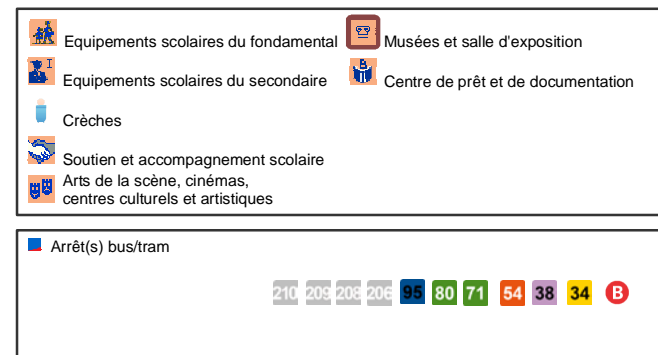 Equipements scolaires du fondamental Musées et salle d'exposition
Equipements scolaires du secondaire Centre de prêt et de documentation
Crèches
Soutien et accompagnement scolaire
Arts de la scène, cinémas,
centres culturels et artistiques
Arrêt(s) bus/tram
210 209 208 206 95 80 71 54 38 34 B